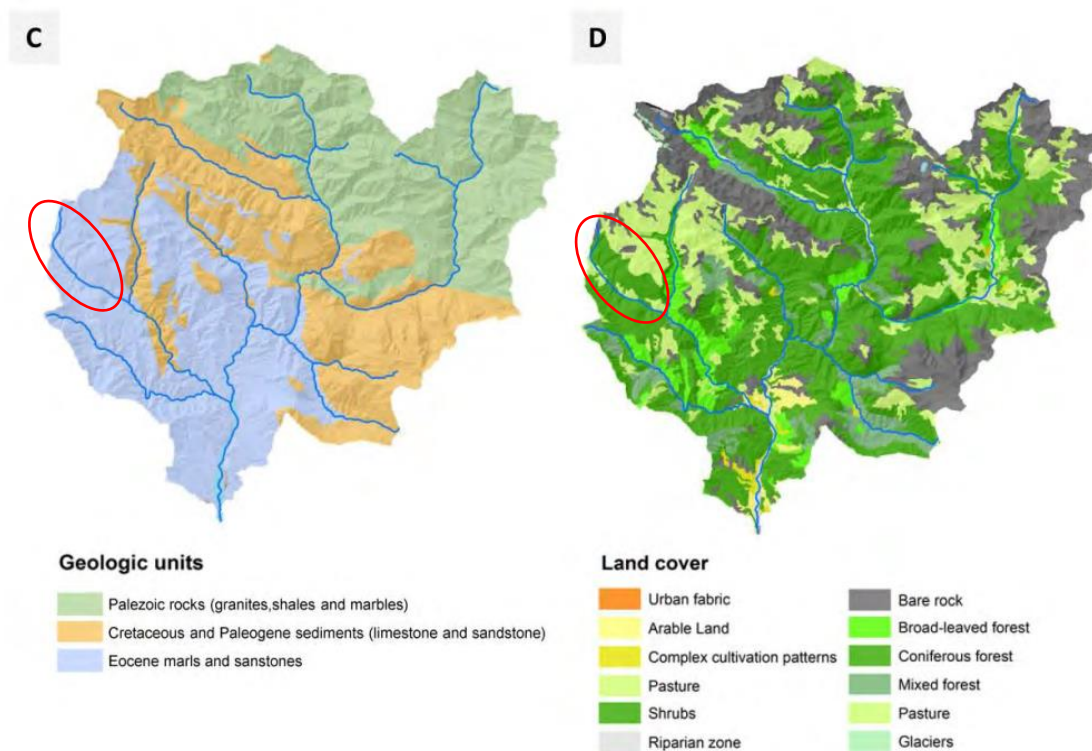 C
D
Geologic units
Palezoic rocks (granites,shales and marbles)
Cretaceous and Paleogene sediments (limestone and sandstone)
Eocene marls and sanstones
Land cover
Urban fabric
Arable Land
Complex cultivation patterns
Pasture
Shrubs
Riparian zone
Bare rock
Broad-leaved forest
Coniferous forest
Mixed forest
Pasture
Glaciers